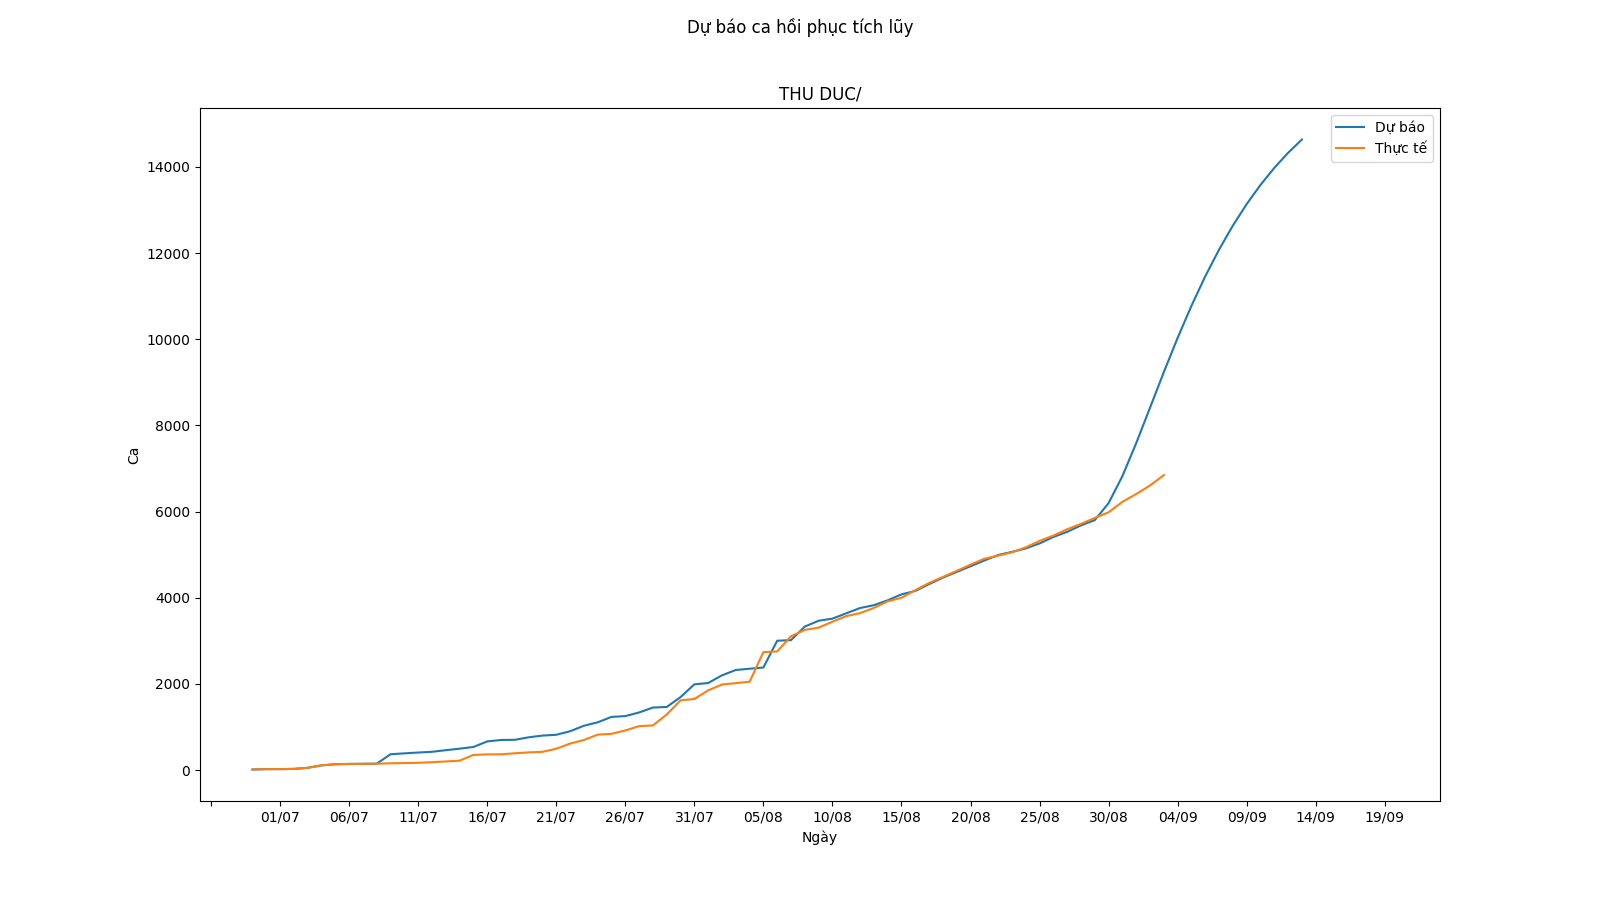 Dự báo ca hồi phục tích lũy
THU DUC/
Dự báo
Thực tế
14000
12000
10000
8000
6000
4000
2000
0
Ca
01/07 06/07 11/07 16/07 21/07 26/07 31/07 05/08 10/08 15/08 20/08 25/08 30/08 04/09 09/09 14/09 19/09
Ngày